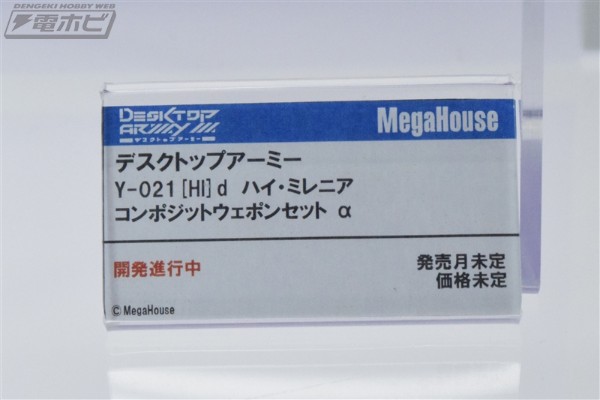 DENGEKI HOBBY WEB
電ホビ
DESKTOP
ARMY
デスクトップアーミー
MegaHouse
デスクトップアーミー
Y-021[HI]d ハイ・ミレニア
コンポジットウェポンセット α
開発進行中
発売月未定
価格未定
© MegaHouse